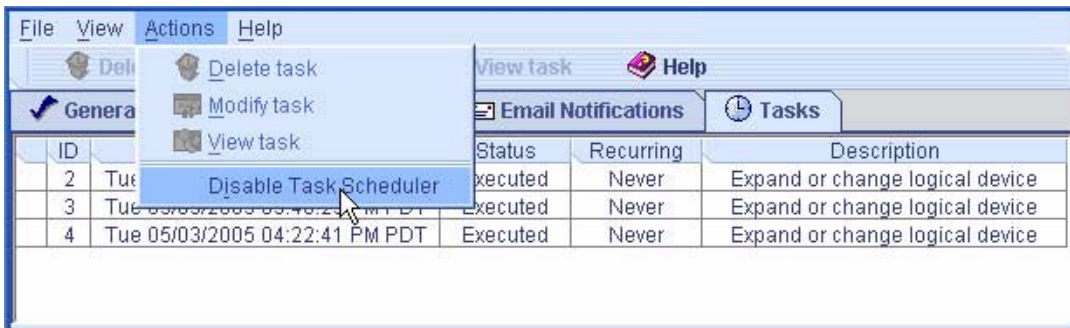 File View Actions Help
Delete task
Modify task
View task
Disable Task Scheduler
View task Help
Email Notifications Tasks
ID Status Recurring Description
2 Tue Executed Never Expand or change logical device
3 Tue Executed Never Expand or change logical device
4 Tue 05/03/2005 04:22:41 PM PDT Executed Never Expand or change logical device